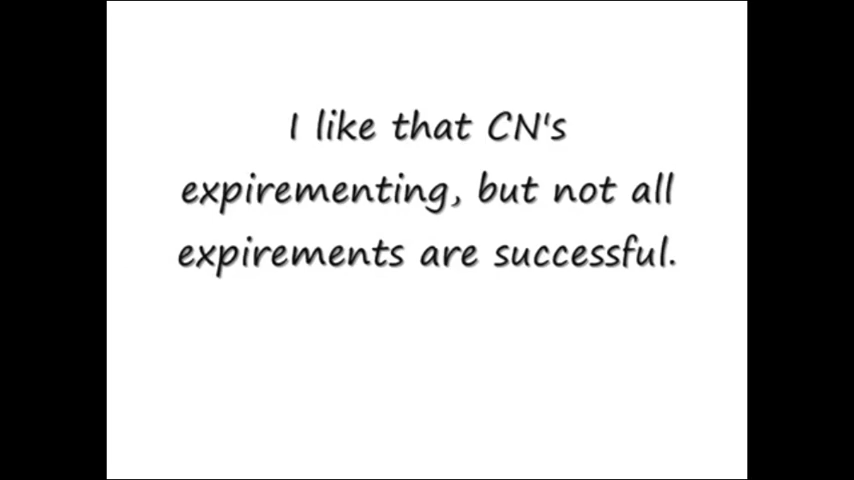 I like that CN's
expirementing, but not all
expirements are successful.